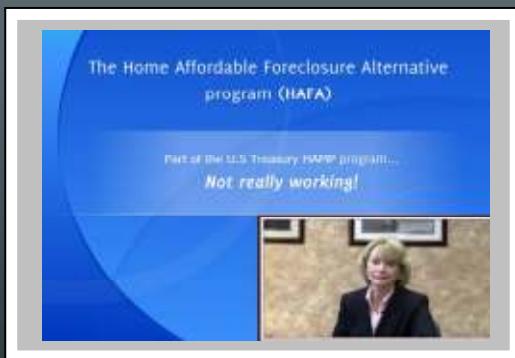 The Home Affordable Foreclosure Alternative
program (HAFA)
Part of the U.S Treasury HAMP program...
Not really working!